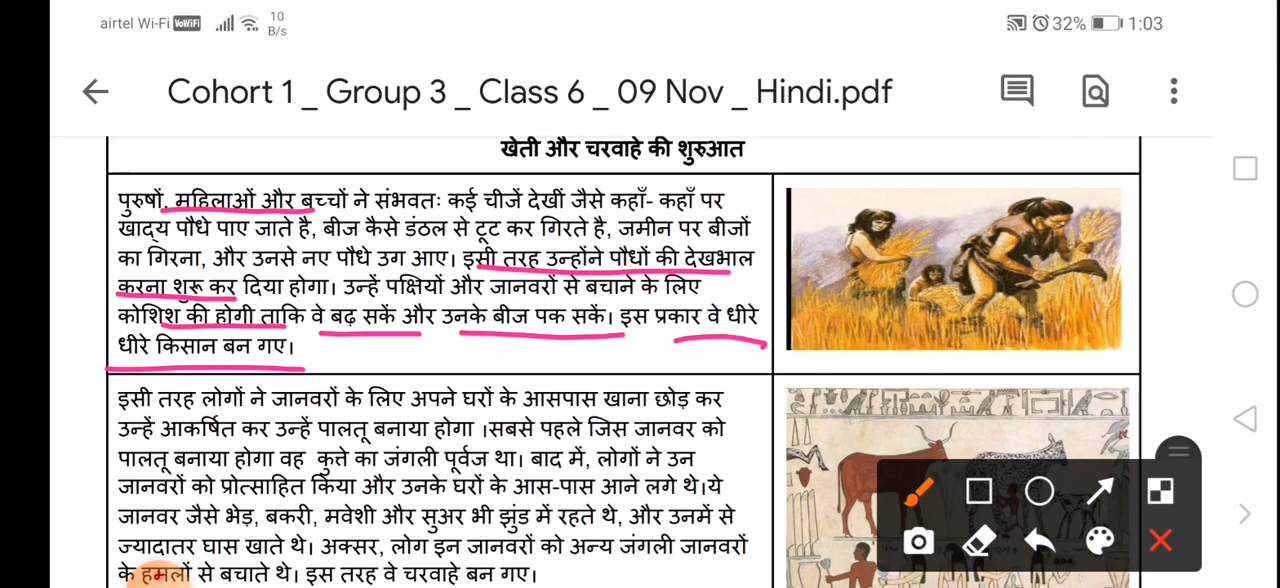 airtel Wi-Fi VoWiFi 10 B/s 32% 1:03
Cohort 1 _ Group 3 _ Class 6 _ 09 Nov _ Hindi.pdf
खेती और चरवाहे की शुरुआत
पुरुषों, महिलाओं और बच्चों ने संभवतः कई चीजें देखीं जैसे कहाँ- कहाँ पर
खाद्य पौधे पाए जाते है, बीज कैसे डंठल से टूट कर गिरते है, जमीन पर बीजों
का गिरना, और उनसे नए पौधे उग आए। इसी तरह उन्होंने पौधों की देखभाल
करना शुरू कर दिया होगा। उन्हें पक्षियों और जानवरों से बचाने के लिए
कोशिश की होगी ताकि वे बढ़ सकें और उनके बीज पक सकें। इस प्रकार वे धीरे
धीरे किसान बन गए।
इसी तरह लोगों ने जानवरों के लिए अपने घरों के आसपास खाना छोड़ कर
उन्हें आकर्षित कर उन्हें पालतू बनाया होगा ।सबसे पहले जिस जानवर को
पालतू बनाया होगा वह कुत्ते का जंगली पूर्वज था। बाद में, लोगों ने उन
जानवरों को प्रोत्साहित किया और उनके घरों के आस-पास आने लगे थे।ये
जानवर जैसे भेड़, बकरी, मवेशी और सुअर भी झुंड में रहते थे, और उनमें से
ज्यादातर घास खाते थे। अक्सर, लोग इन जानवरों को अन्य जंगली जानवरों
के हमलों से बचाते थे। इस तरह वे चरवाहे बन गए।